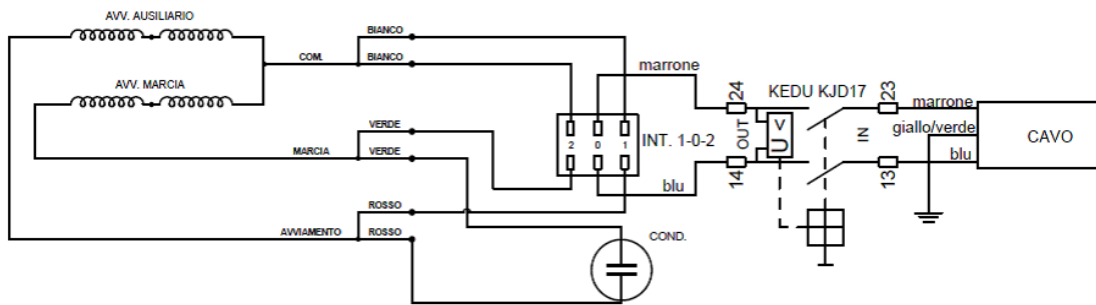 AVV. AUSILIARIO
AVV. MARCIA
COM.
BIANCO
BIANCO
VERDE
MARCIA
VERDE
ROSSO
AVVIAMENTO
ROSSO
COND.
marrone
2 0 1
INT. 1-0-2
blu
24
OUT
14
V
U
KEDU KJD17
IN
23
13
marrone
giallo/verde
blu
CAVO